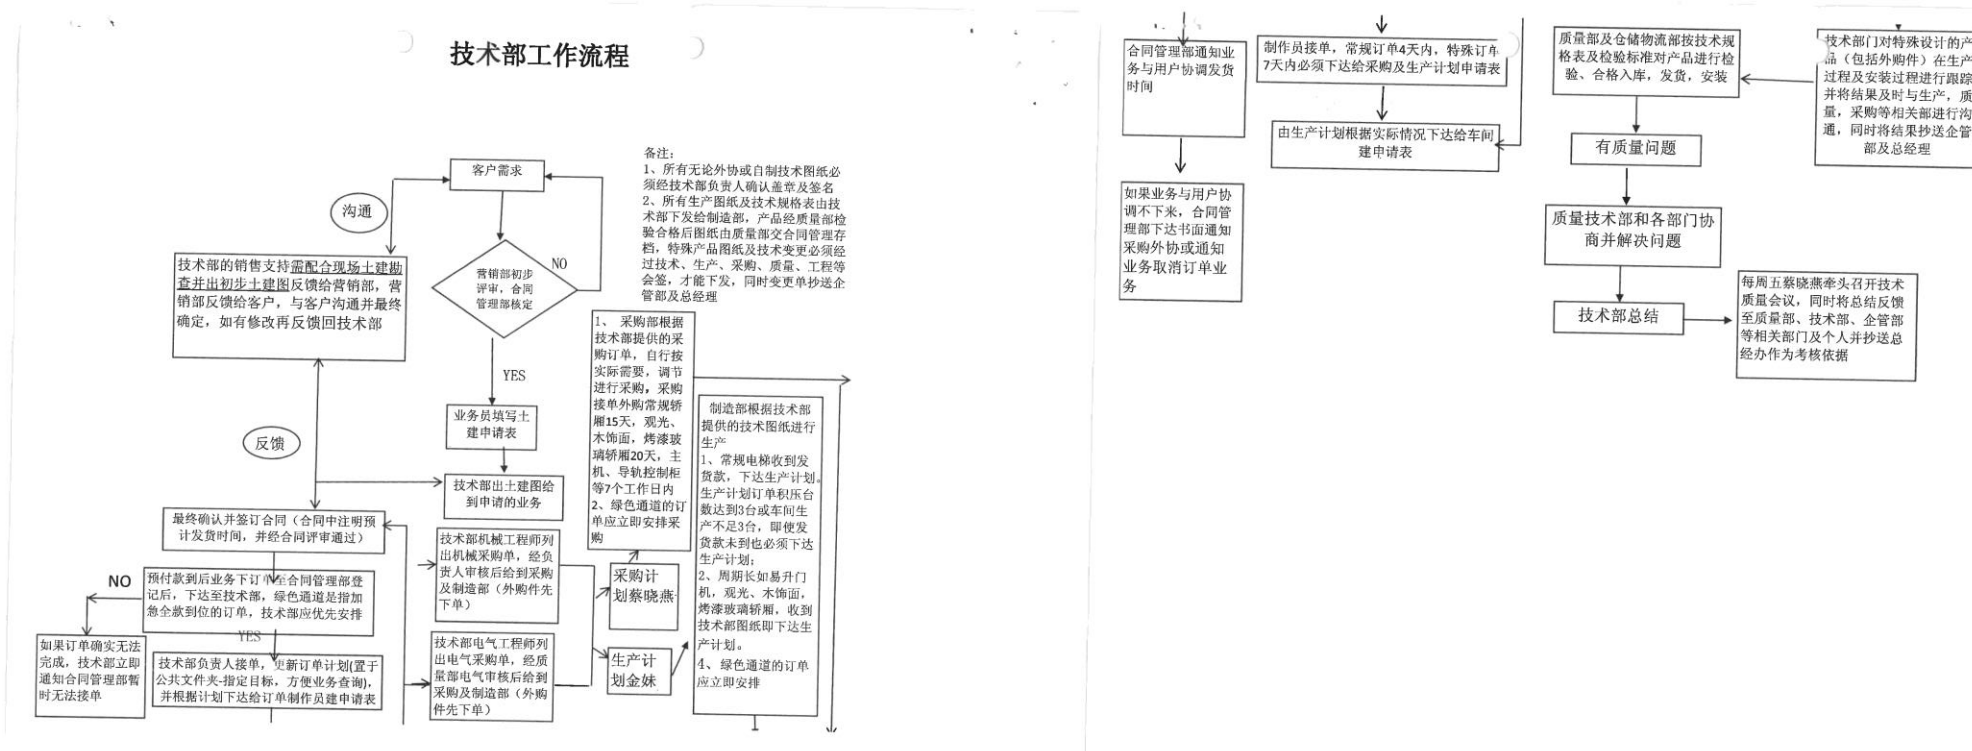 技术部工作流程
备注：
1、所有无论外协或自制技术图纸必
须经技术部负责人确认盖章及签名
2、所有生产图纸及技术规格表由技
术部下发给制造部，产品经质量部检
验合格后图纸由质量部交合同管理存
档，特殊产品图纸及技术变更必须经
过技术、生产、采购、质量、工程等
会签，才能下发，同时变更单抄送企
管部及总经理
客户需求
沟通
NO
营销部初步
评审，合同
管理部核定
技术部的销售支持需配合现场土建勘
查并出初步土建图反馈给营销部，营
销部反馈给客户，与客户沟通并最终
确定，如有修改再反馈回技术部
YES
业务员填写土
建申请表
反馈
技术部出土建图给
到申请的业务
最终确认并签订合同（合同中注明预
计发货时间，并经合同评审通过）
NO
预付款到后业务下订单至合同管理部登
记后，下达至技术部，绿色通道是指加
急全款到位的订单，技术部应优先安排
YES
如果订单确实无法
完成，技术部立即
通知合同管理部暂
时无法接单
技术部负责人接单，更新订单计划(置于
公共文件夹-指定目标，方便业务查询)，
并根据计划下达给订单制作员建申请表
技术部机械工程师列
出机械采购单，经负
责人审核后给到采购
及制造部（外购件先
下单）
技术部电气工程师列
出电气采购单，经质
量部电气审核后给到
采购及制造部（外购
件先下单）
采购计
划蔡晓燕
生产计
划金妹
1、 采购部根据
技术部提供的采
购订单，自行按
实际需要，调节
进行采购，采购
接单外购常规轿
厢15天，观光、
木饰面，烤漆玻
璃轿厢20天，主
机、导轨控制柜
等7个工作日内
2、绿色通道的订
单应立即安排采
购
制造部根据技术部
提供的技术图纸进行
生产
1、常规电梯收到发
货款，下达生产计划。
生产计划订单积压台
数达到3台或车间生
产不足3台，即使发
货款未到也必须下达
生产计划；
2、周期长如易升门
机，观光、木饰面，
烤漆玻璃轿厢，收到
技术部图纸即下达生
产计划。
4、绿色通道的订单
应立即安排
合同管理部通知业
务与用户协调发货
时间
如果业务与用户协
调不下来，合同管
理部下达书面通知
采购外协或通知
业务取消订单业
务
制作员接单，常规订单4天内，特殊订单
7天内必须下达给采购及生产计划申请表
由生产计划根据实际情况下达给车间
建申请表
质量部及仓储物流部按技术规
格表及检验标准对产品进行检
验、合格入库，发货，安装
技术部门对特殊设计的产
品（包括外购件）在生产
过程及安装过程进行跟踪
并将结果及时与生产，质
量，采购等相关部进行沟
通，同时将结果抄送企管
部及总经理
有质量问题
质量技术部和各部门协
商并解决问题
技术部总结
每周五蔡晓燕牵头召开技术
质量会议，同时将总结反馈
至质量部、技术部、企管部
等相关部门及个人并抄送总
经办作为考核依据